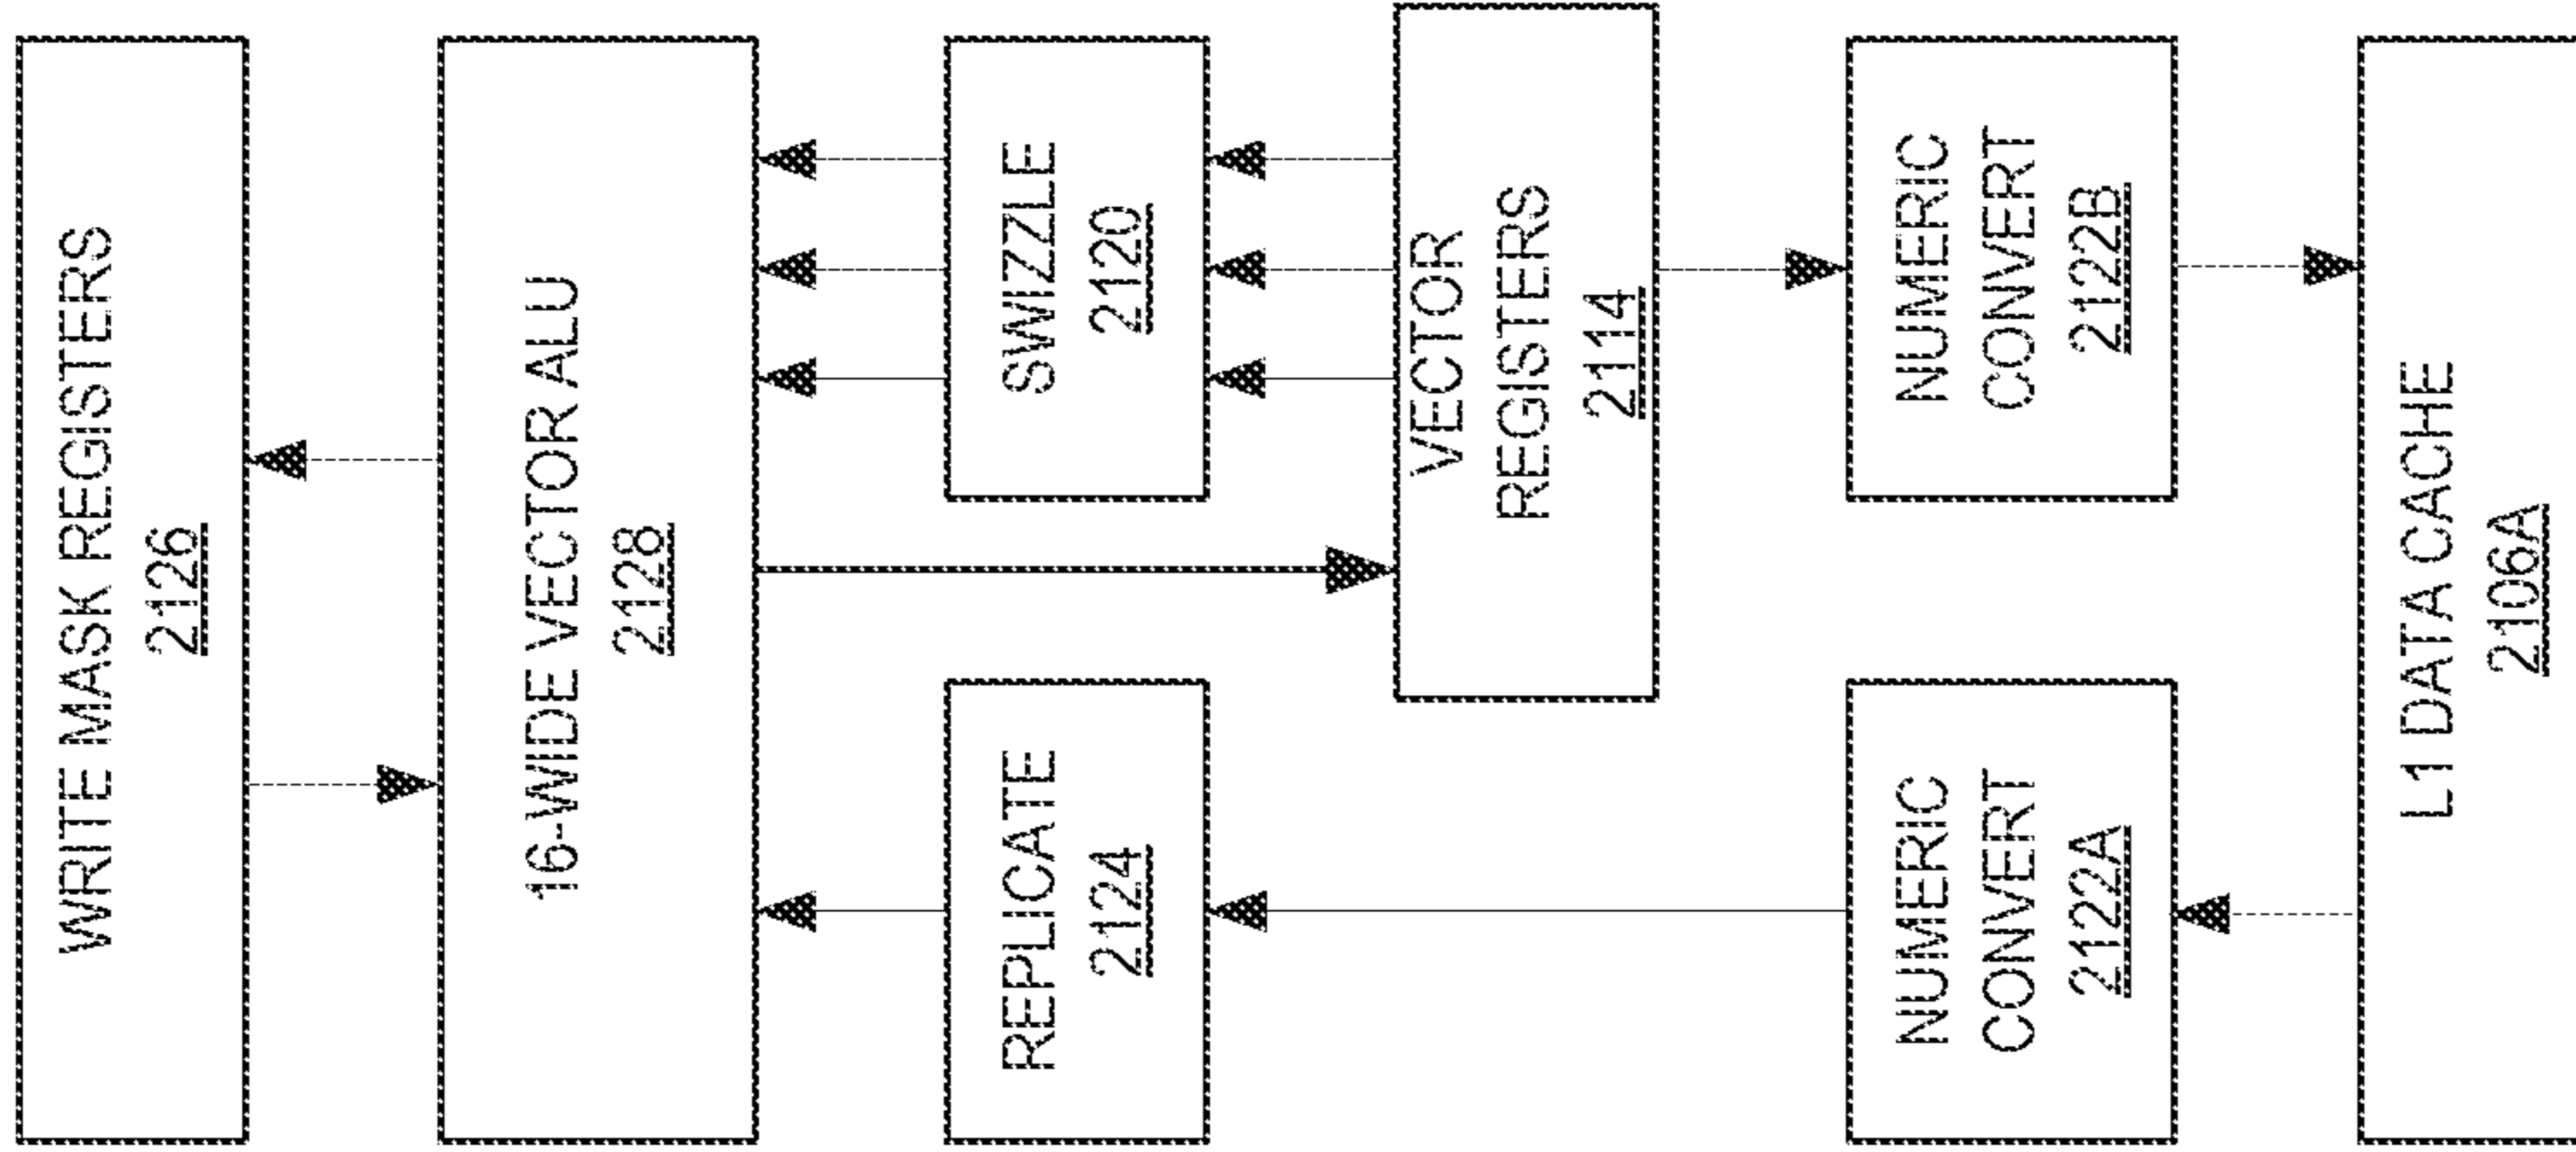 WRITE MASK REGISTERS
2126
16-WIDE VECTOR ALU
2128
REPLICATE
2124
SWIZZLE
2120
VECTOR
REGISTERS
2114
NUMERIC
CONVERT
2122A
NUMERIC
CONVERT
2122B
L1 DATA CACHE
2106A